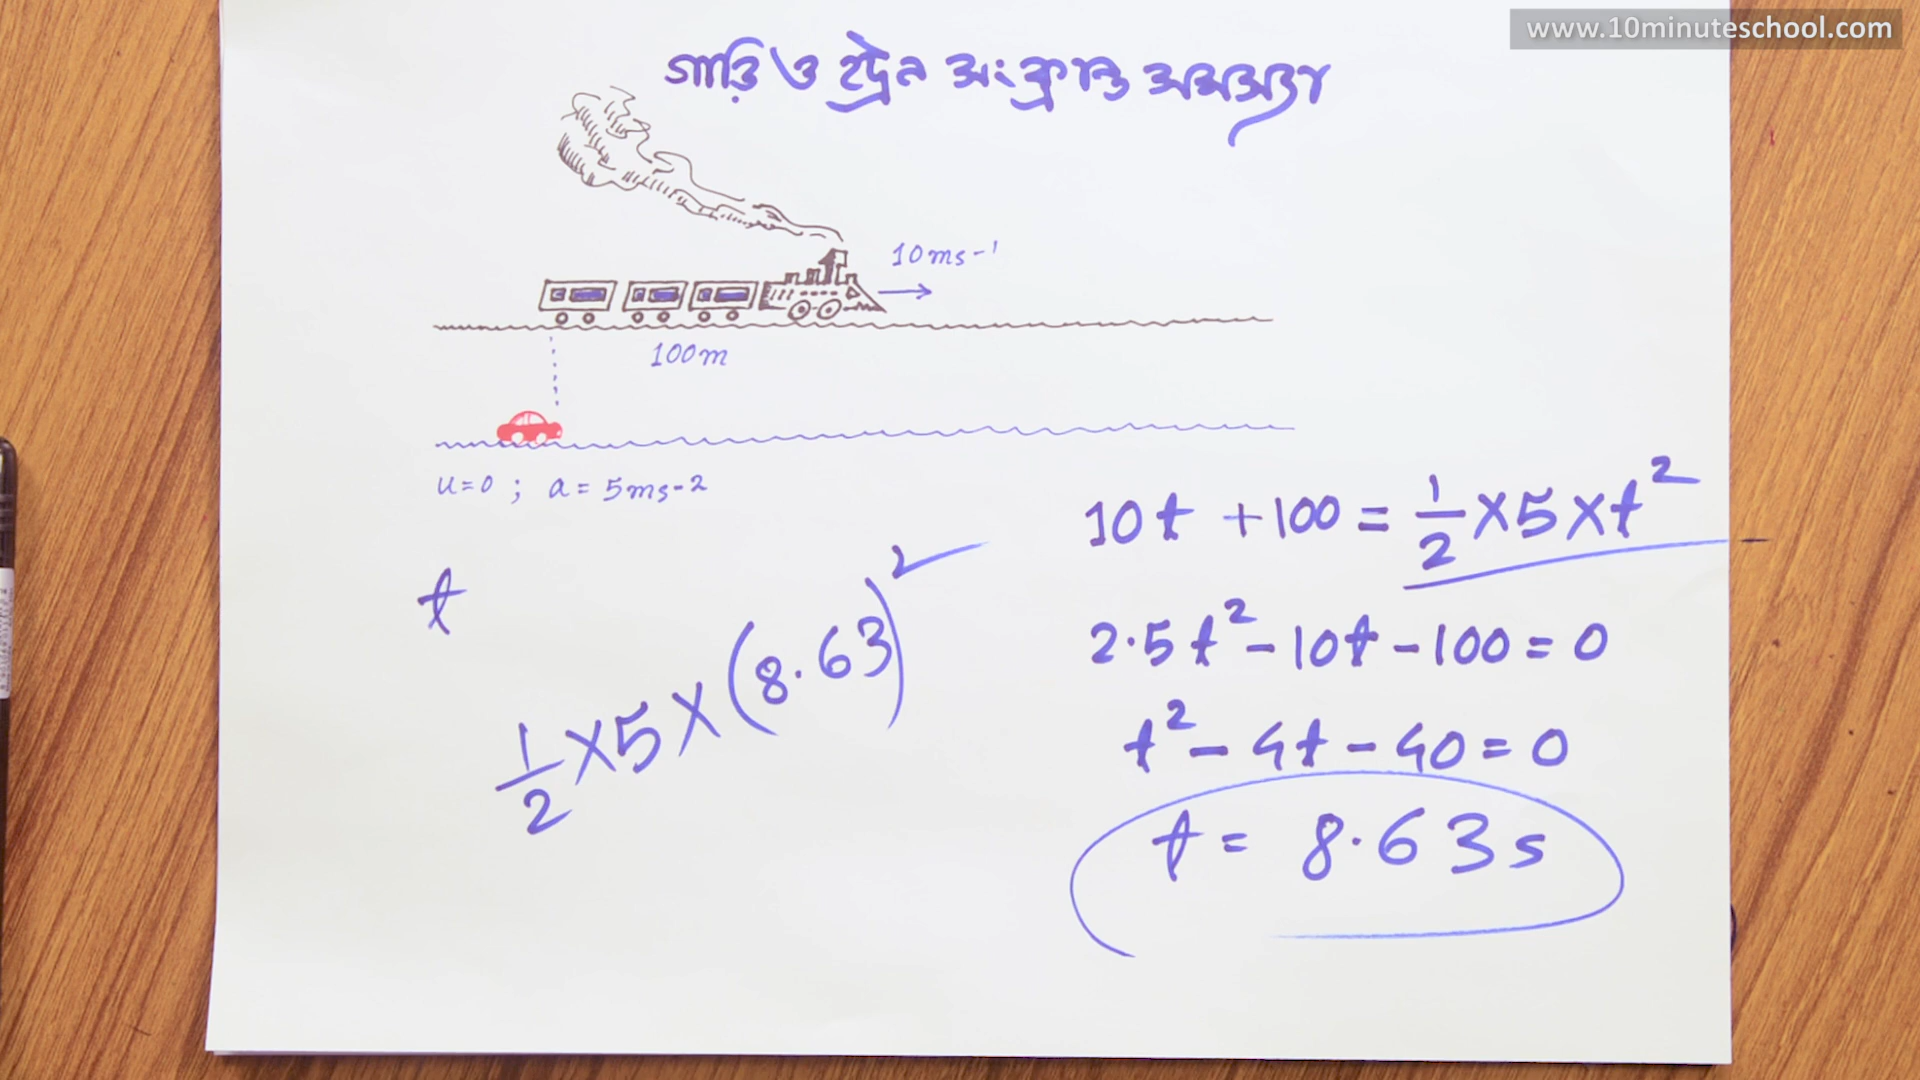 www.10minuteschool.com
গাড়ি ও ট্রেন সংক্রান্ত সমস্যা
10ms-1
100m
u=0 ; a = 5ms-2
10t +100 = 1/2 ×5×t²
t
2.5t² - 10t - 100 = 0
1/2 ×5×(8.63)²
t² - 4t - 40 = 0
t = 8.63s